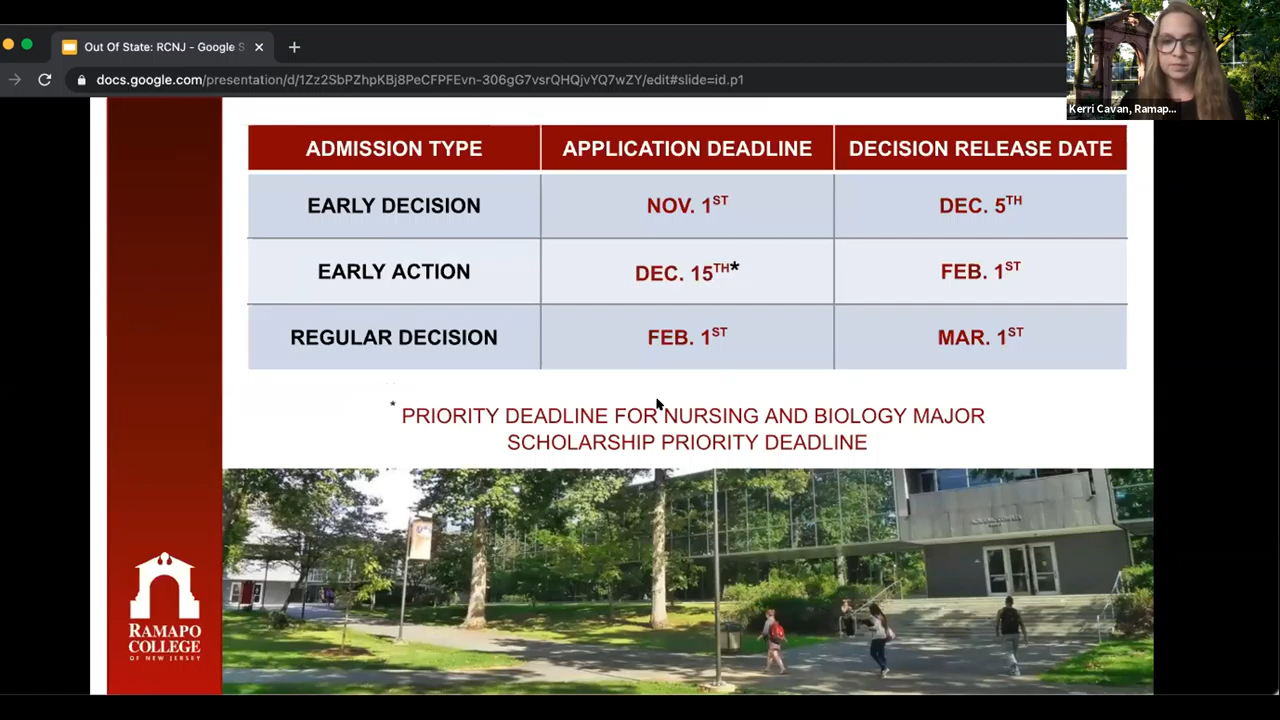 Out Of State: RCNJ - Google S
docs.google.com/presentation/d/1Zz2SbPZhpKBj8PeCFPFEvn-306gG7vsrQHQjvYQ7wZY/edit#slide=id.p1
Kerri Cavan, Ramap...
ADMISSION TYPE APPLICATION DEADLINE DECISION RELEASE DATE
EARLY DECISION NOV. 1ST DEC. 5TH
EARLY ACTION DEC. 15TH* FEB. 1ST
REGULAR DECISION FEB. 1ST MAR. 1ST
* PRIORITY DEADLINE FOR NURSING AND BIOLOGY MAJOR
SCHOLARSHIP PRIORITY DEADLINE
RAMAPO
COLLEGE
OF NEW JERSEY